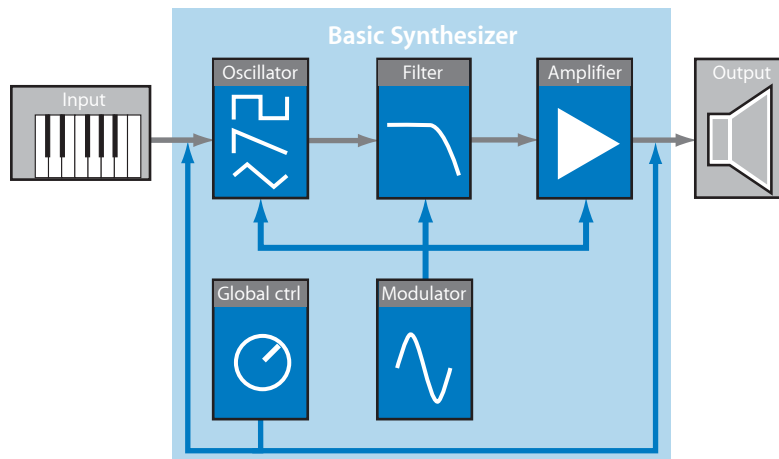 Basic Synthesizer
Oscillator
Filter
Amplifier
Output
Input
Global ctrl
Modulator